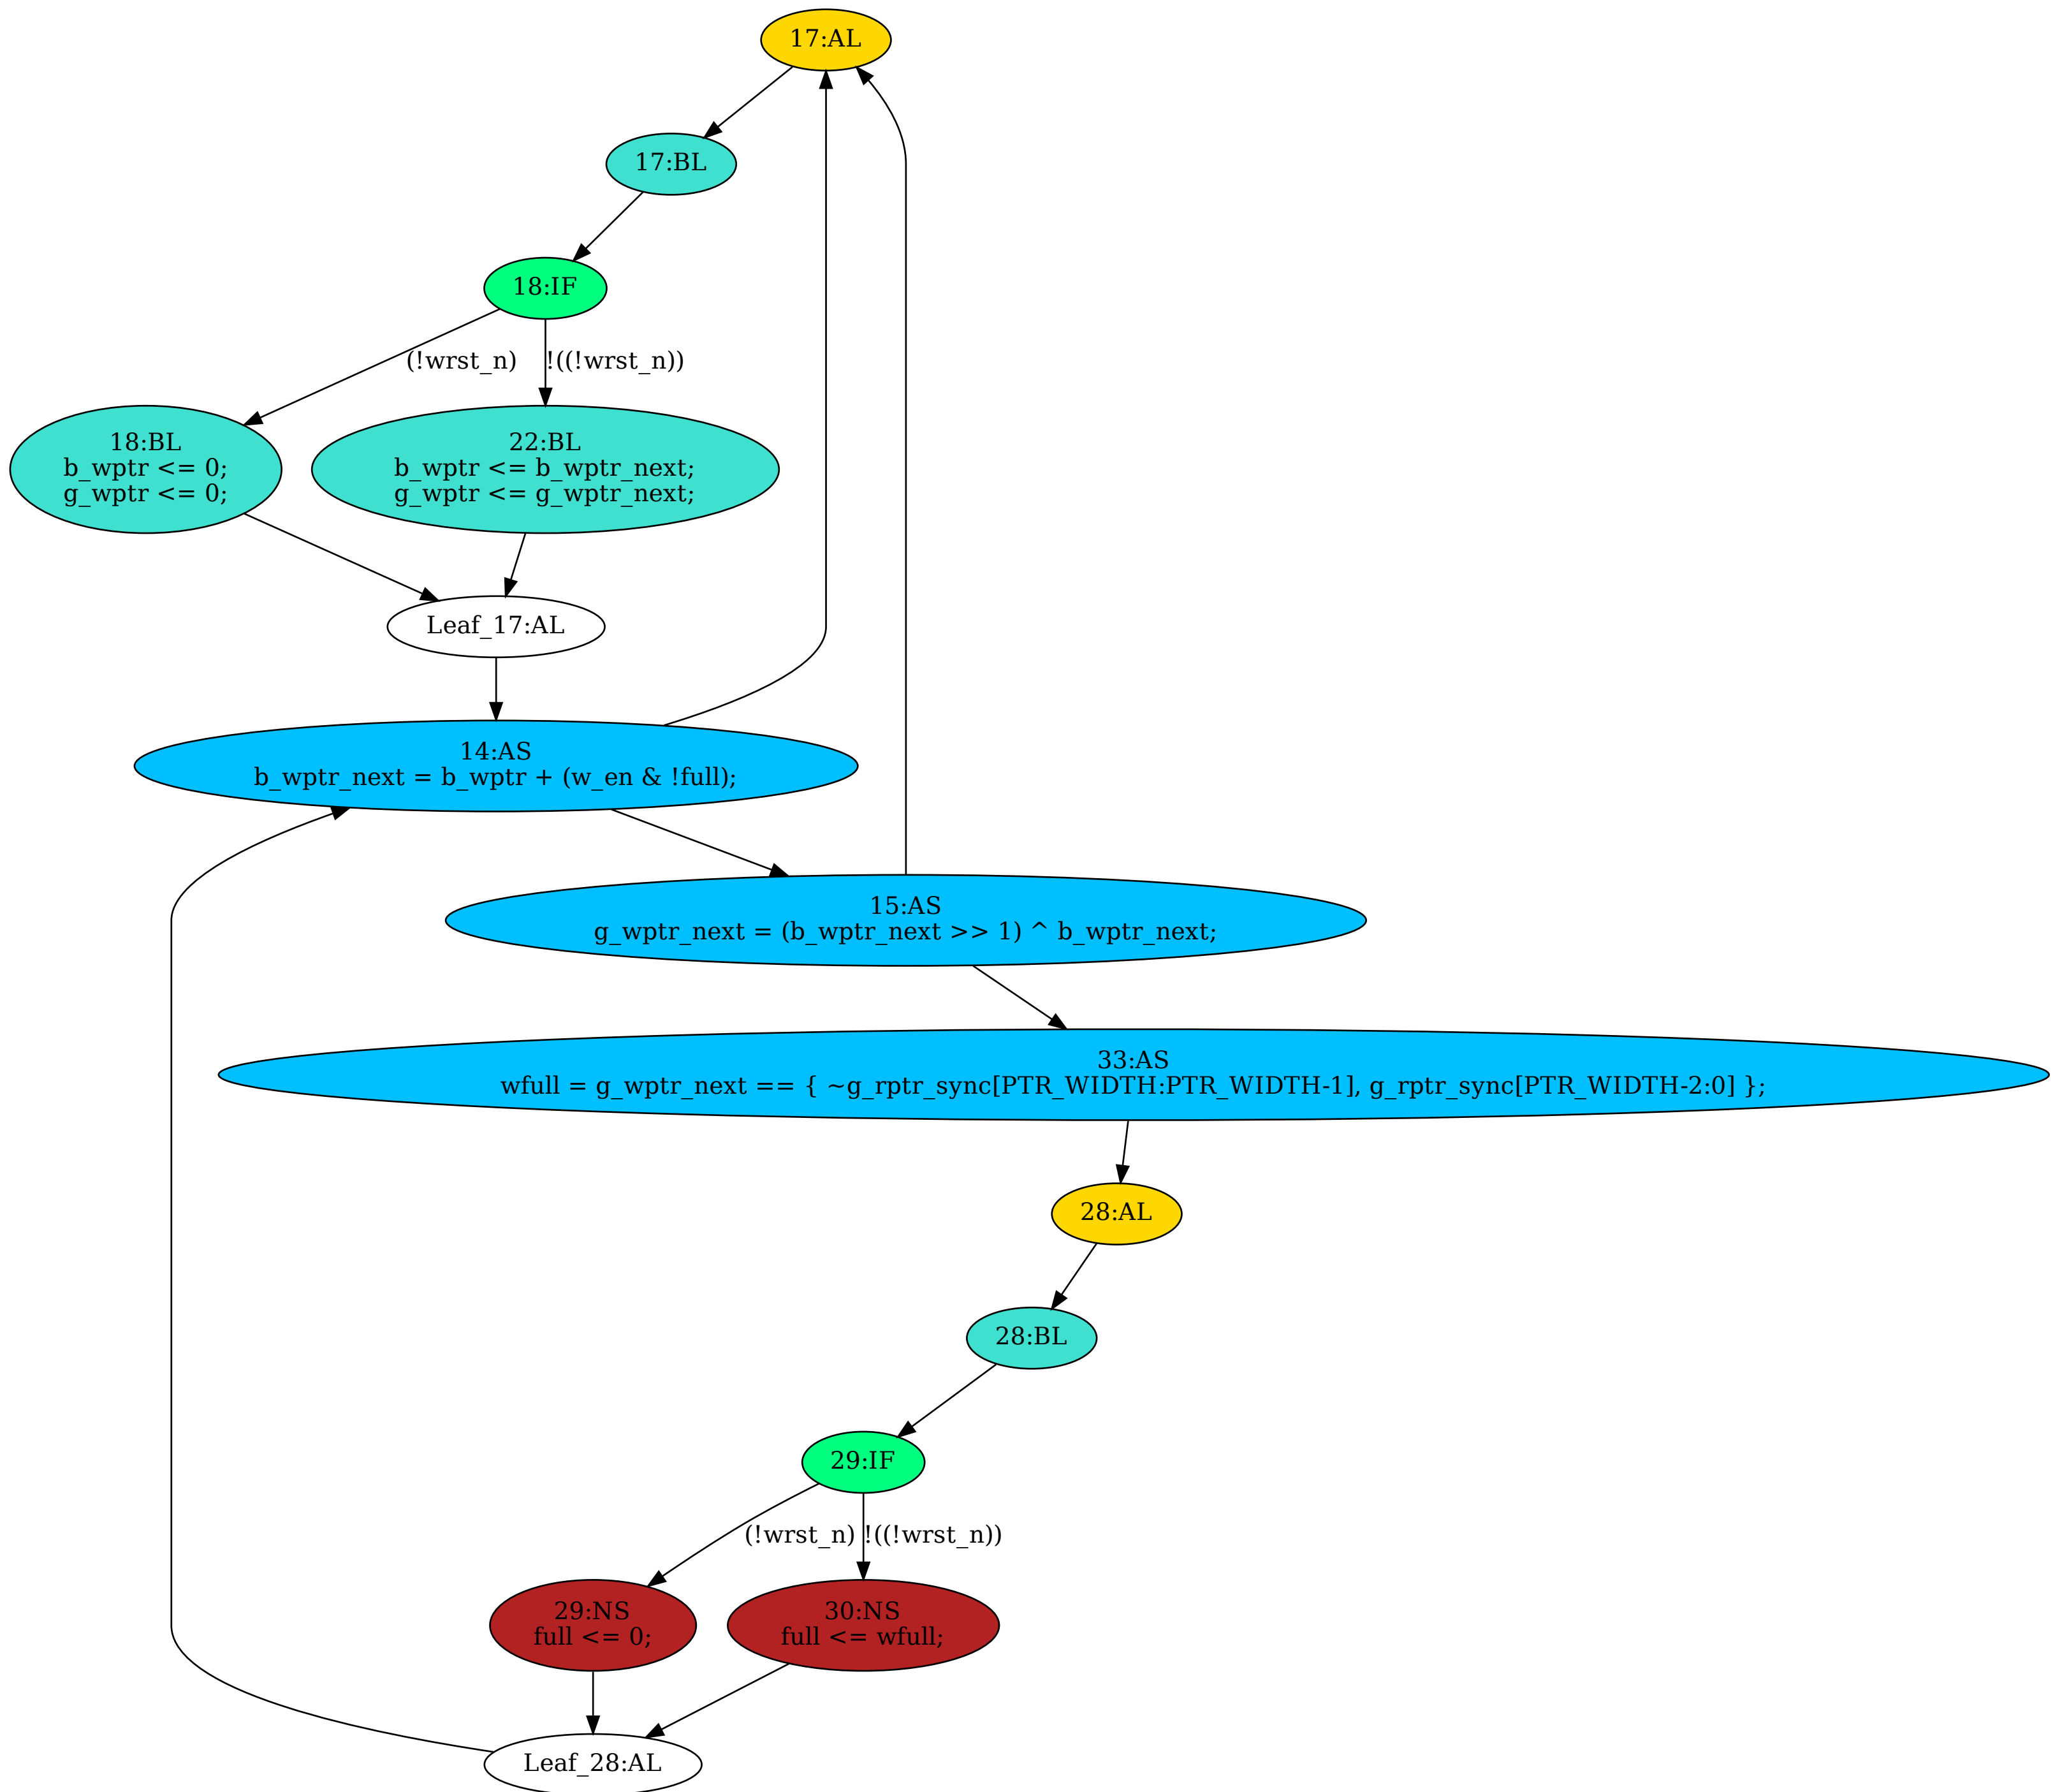 17:AL
17:BL
18:IF
(!wrst_n)
!((!wrst_n))
18:BL
b_wptr <= 0;
g_wptr <= 0;
22:BL
b_wptr <= b_wptr_next;
g_wptr <= g_wptr_next;
Leaf_17:AL
14:AS
b_wptr_next = b_wptr + (w_en & !full);
15:AS
g_wptr_next = (b_wptr_next >> 1) ^ b_wptr_next;
33:AS
wfull = g_wptr_next == { ~g_rptr_sync[PTR_WIDTH:PTR_WIDTH-1], g_rptr_sync[PTR_WIDTH-2:0] };
28:AL
28:BL
29:IF
(!wrst_n)
!((!wrst_n))
29:NS
full <= 0;
30:NS
full <= wfull;
Leaf_28:AL